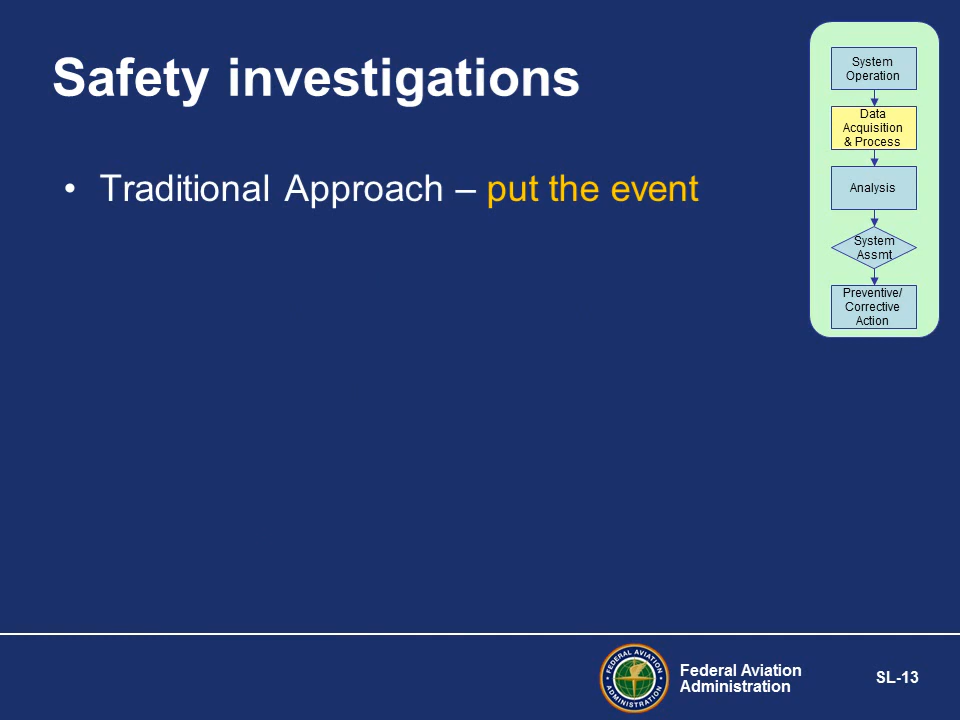 Safety investigations
• Traditional Approach – put the event
System
Operation
Data
Acquisition
& Process
Analysis
System
Assmt
Preventive/
Corrective
Action
FEDERAL AVIATION
ADMINISTRATION
Federal Aviation
Administration
SL-13